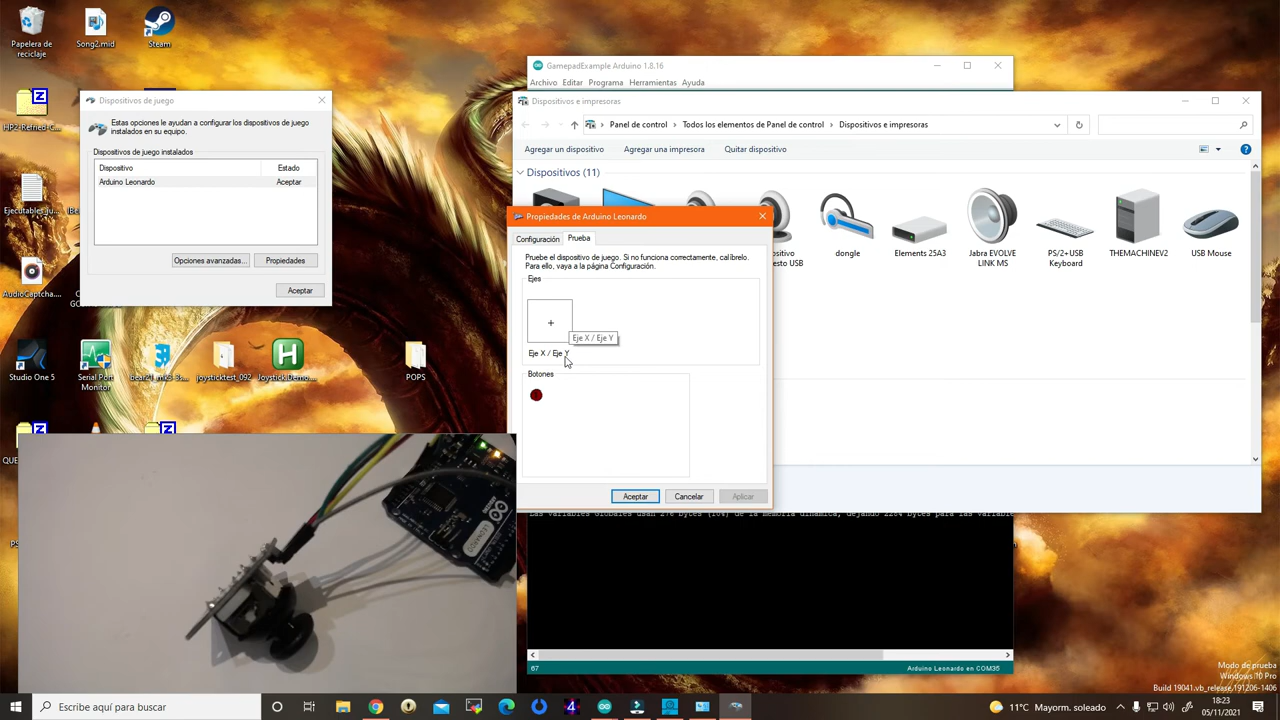 Papelera de
reciclaje
Song2.mid
Steam
Dispositivos de juego
Estas opciones le ayudan a configurar los dispositivos de juego
instalados en su equipo.
Dispositivos de juego instalados
Dispositivo Estado
Arduino Leonardo Aceptar
Opciones avanzadas... Propiedades
Aceptar
GamepadExample Arduino 1.8.16
Archivo Editar Programa Herramientas Ayuda
Dispositivos e impresoras
Panel de control Todos los elementos de Panel de control Dispositivos e impresoras
Agregar un dispositivo Agregar una impresora Quitar dispositivo
Dispositivos (11)
dongle
Elements 25A3
Jabra EVOLVE
LINK MS
PS/2+USB
Keyboard
THEMACHINEV2
USB Mouse
Propiedades de Arduino Leonardo
Configuración Prueba
Pruebe el dispositivo de juego. Si no funciona correctamente, calíbrelo.
Para ello, vaya a la página Configuración.
Ejes
Eje X / Eje Y
Eje X / Eje Y
Botones
Aceptar Cancelar Aplicar
AudioCaptcha....
Studio One 5
Serial Port
Monitor
joysticktest_092
JoystickDemo....
POPS
LEONARDO
67
Arduino Leonardo en COM35
Modo de prueba
Windows 10 Pro
Build 19041.vb_release.191206-1406
Escribe aquí para buscar
11°C Mayorm. soleado
18:23
05/11/2021